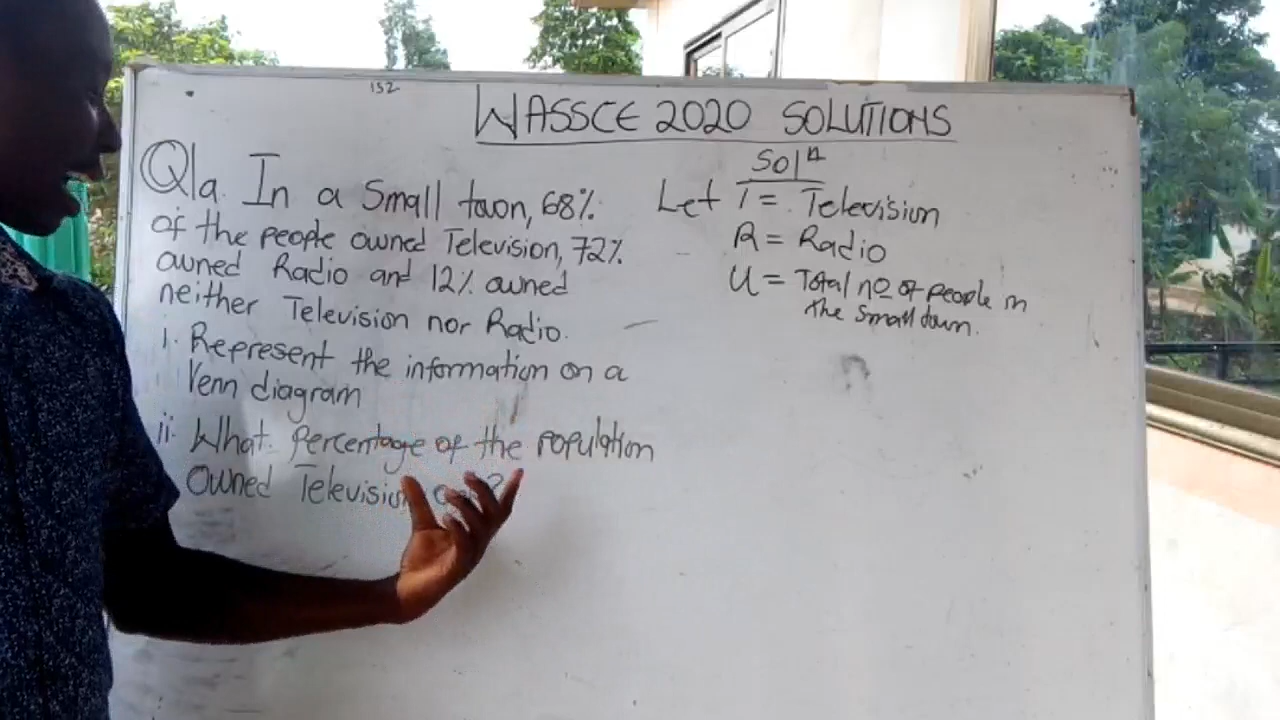 152
WASSCE 2020 SOLUTIONS
Q1a. In a Small town, 68%
of the people owned Television, 72%
owned Radio and 12% owned
neither Television nor Radio.
i. Represent the information on a
Venn diagram
ii. What percentage of the population
Owned Television ?
Soln
Let T = Television
R = Radio
U = Total no of people in
the small town.